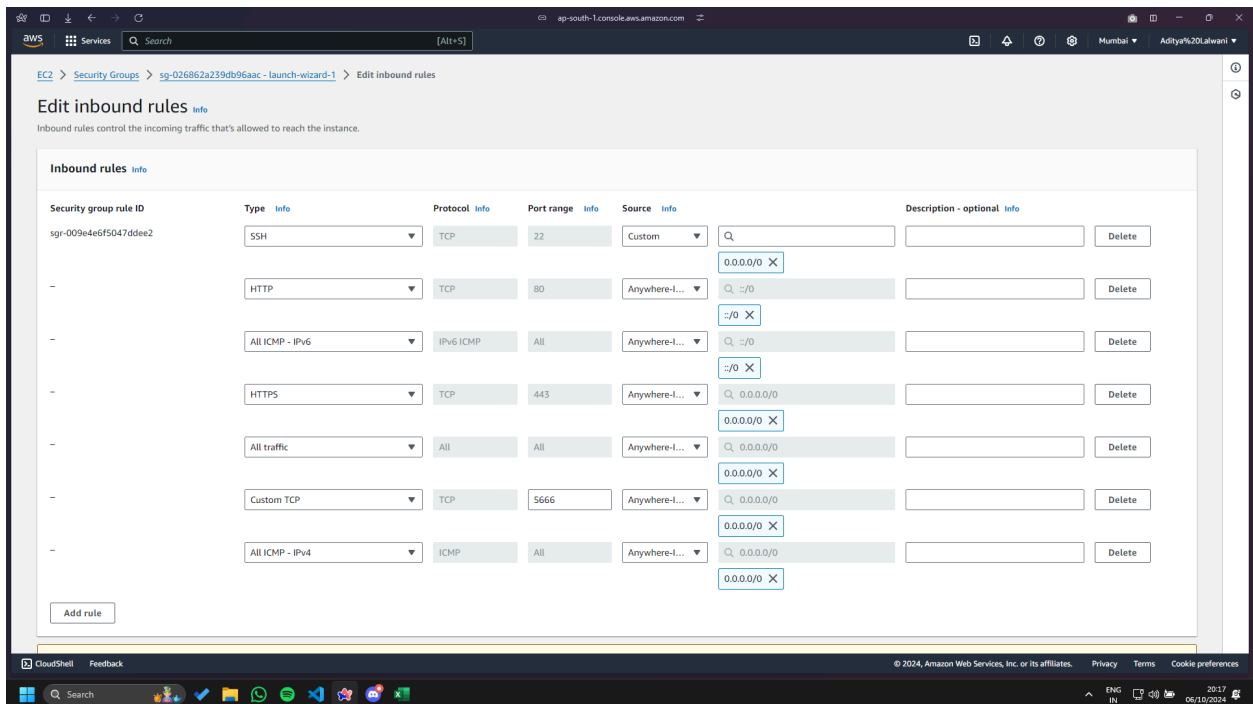 ap-south-1.console.aws.amazon.com
aws Services Search [Alt+S] Mumbai Aditya%20Lalwani
EC2 > Security Groups > sg-026862a239db96aac - launch-wizard-1 > Edit inbound rules
Edit inbound rules Info
Inbound rules control the incoming traffic that's allowed to reach the instance.
Inbound rules Info
Security group rule ID Type Info Protocol Info Port range Info Source Info Description - optional Info
sgr-009e4e6f5047ddee2 SSH TCP 22 Custom Delete
0.0.0.0/0
– HTTP TCP 80 Anywhere-I... ::/0 Delete
::/0
– All ICMP - IPv6 IPv6 ICMP All Anywhere-I... ::/0 Delete
::/0
– HTTPS TCP 443 Anywhere-I... 0.0.0.0/0 Delete
0.0.0.0/0
– All traffic All All Anywhere-I... 0.0.0.0/0 Delete
0.0.0.0/0
– Custom TCP TCP 5666 Anywhere-I... 0.0.0.0/0 Delete
0.0.0.0/0
– All ICMP - IPv4 ICMP All Anywhere-I... 0.0.0.0/0 Delete
0.0.0.0/0
Add rule
CloudShell Feedback © 2024, Amazon Web Services, Inc. or its affiliates. Privacy Terms Cookie preferences
Search ENG 20:17
IN 06/10/2024